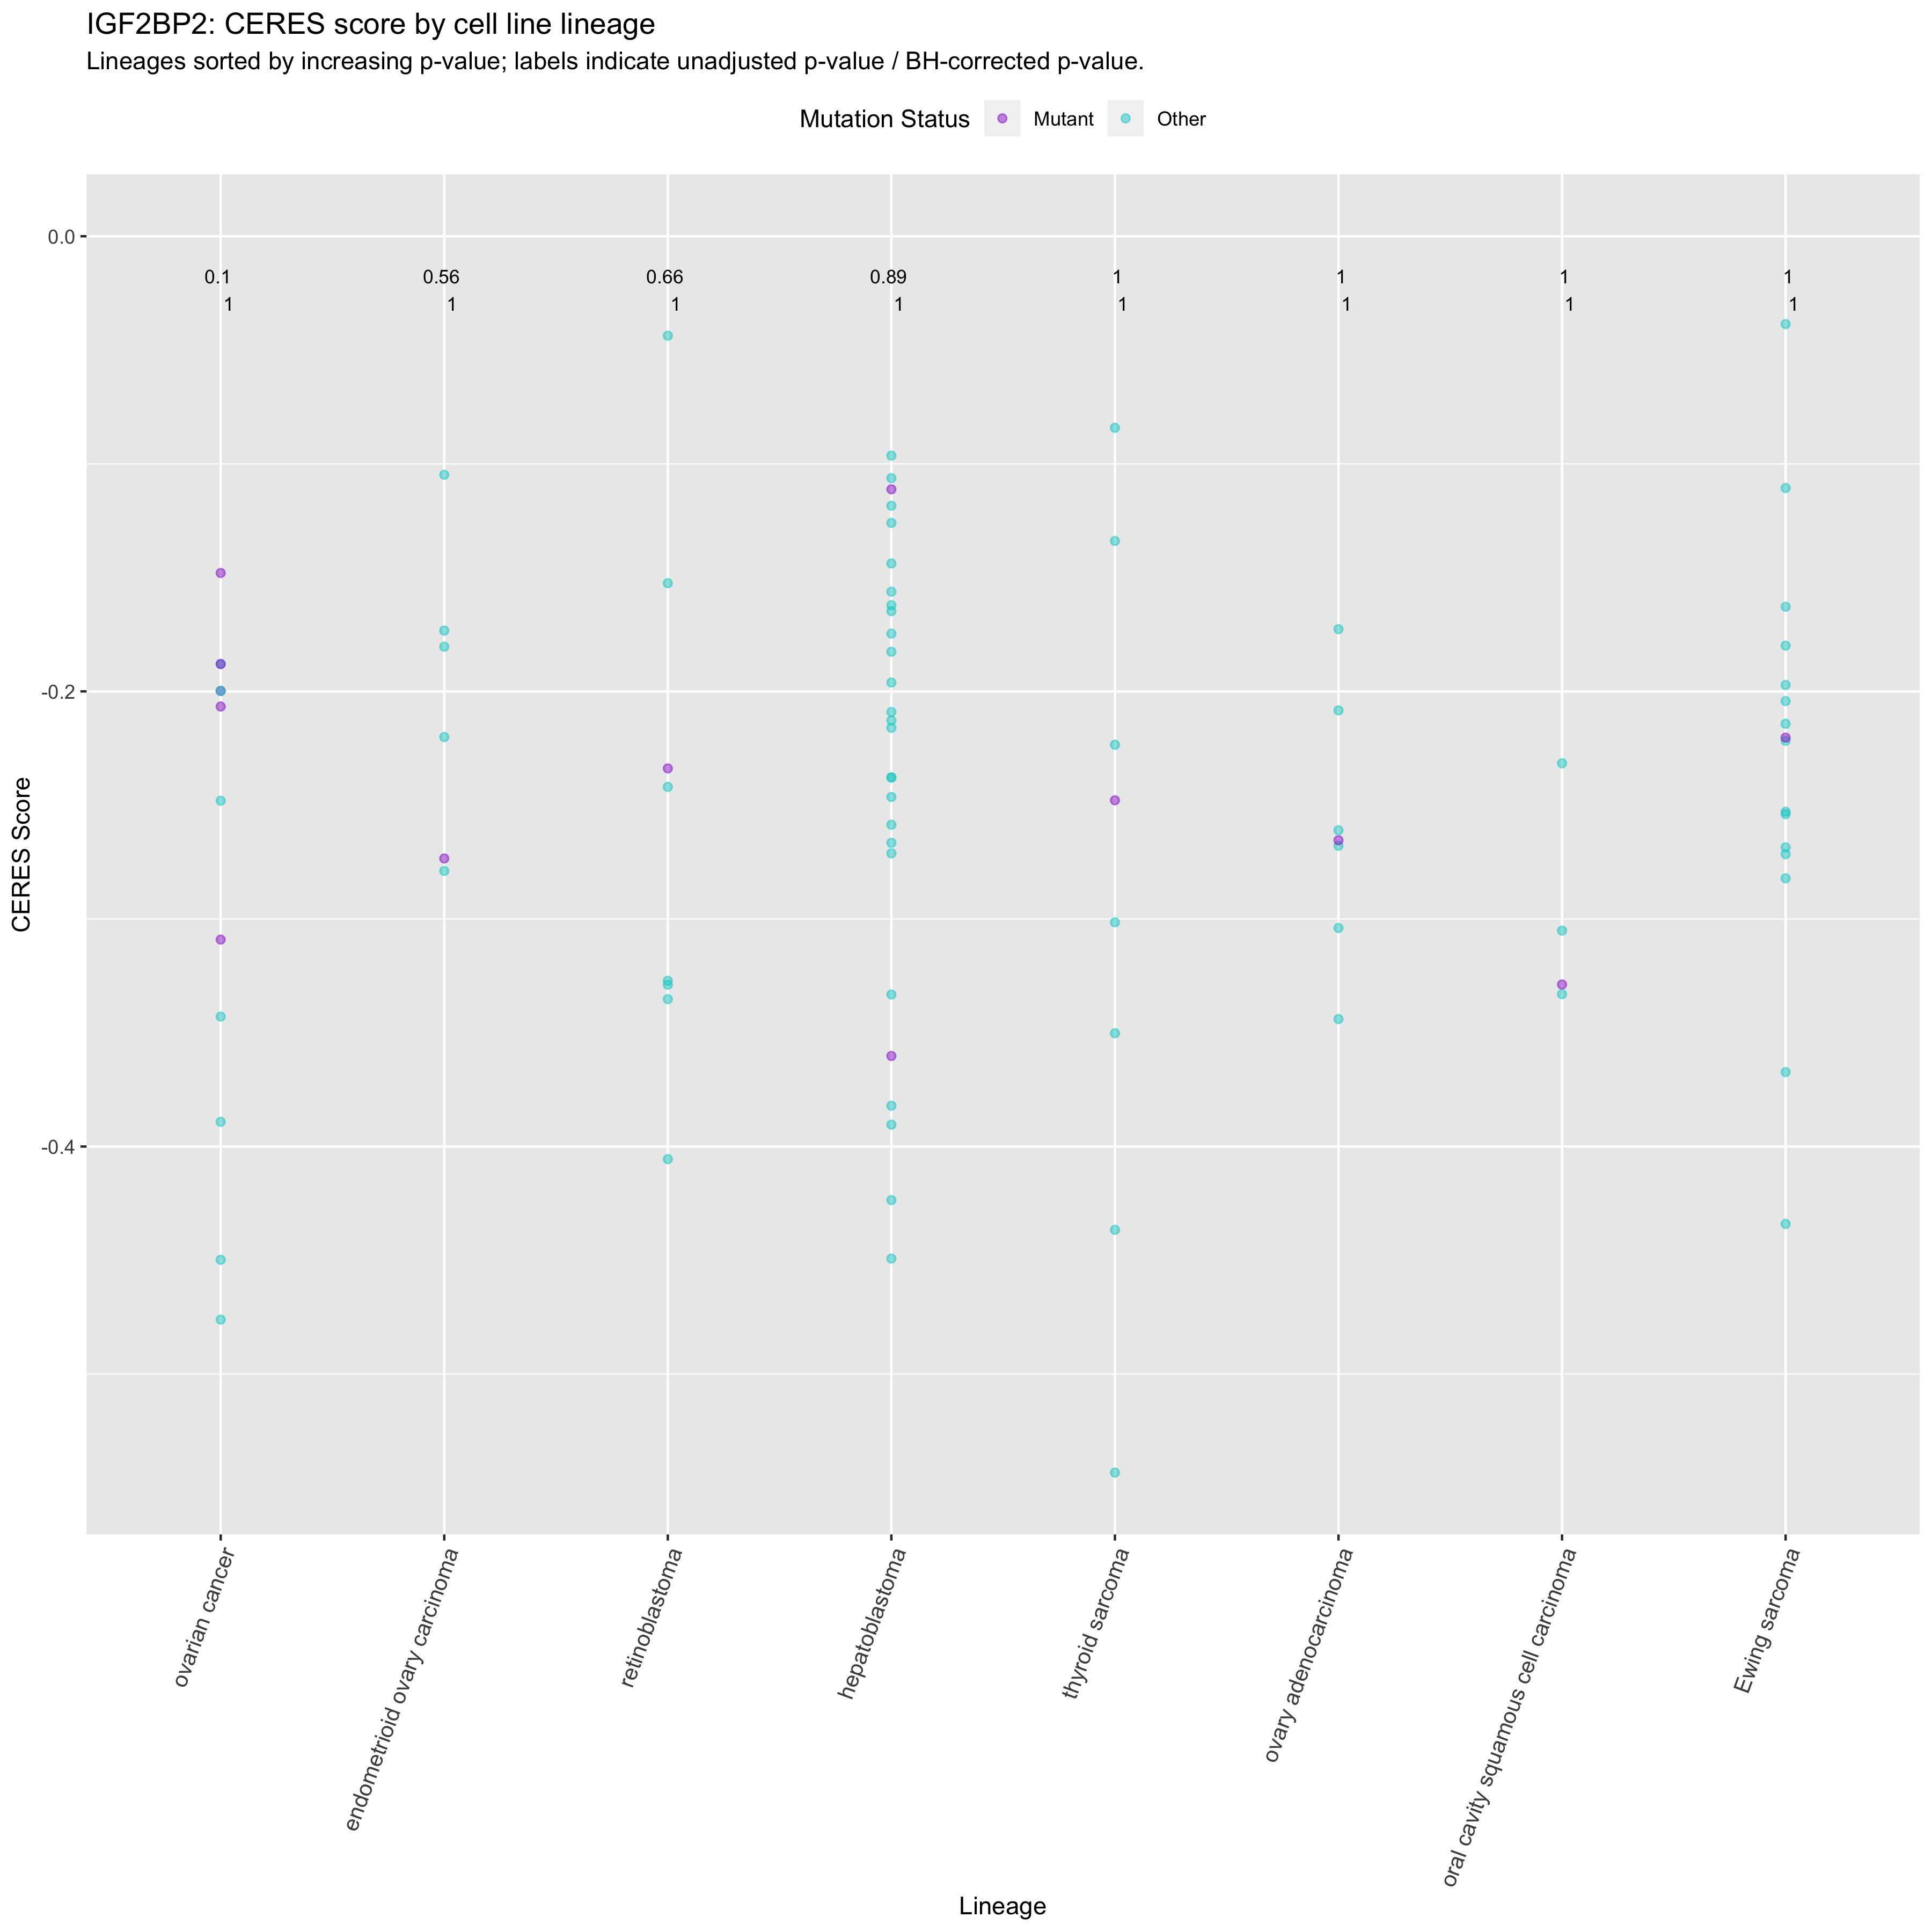 IGF2BP2: CERES score by cell line lineage
Lineages sorted by increasing p-value; labels indicate unadjusted p-value / BH-corrected p-value.
Mutation Status Mutant Other
0.0
0.1 0.56 0.66 0.89 1 1 1 1
1 1 1 1 1 1 1 1
-0.2
-0.4
CERES Score
ovarian cancer
endometrioid ovary carcinoma
retinoblastoma
hepatoblastoma
thyroid sarcoma
ovary adenocarcinoma
oral cavity squamous cell carcinoma
Ewing sarcoma
Lineage